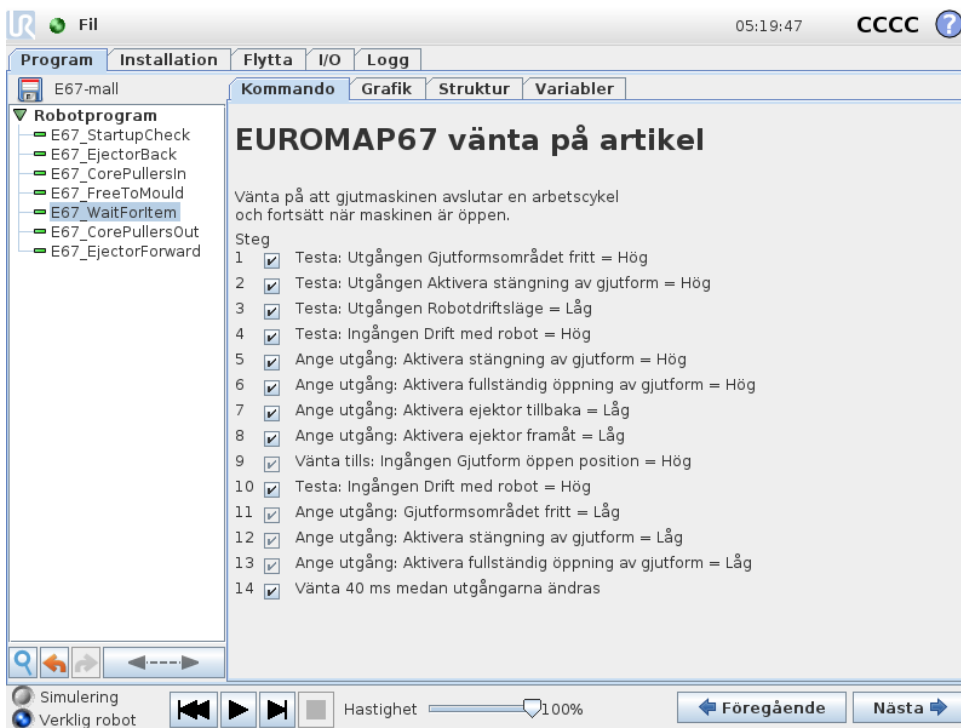 UR Fil 05:19:47 CCCC ?
Program Installation Flytta I/O Logg
E67-mall
Kommando Grafik Struktur Variabler
Robotprogram
E67_StartupCheck
E67_EjectorBack
E67_CorePullersIn
E67_FreeToMould
E67_WaitForItem
E67_CorePullersOut
E67_EjectorForward
EUROMAP67 vänta på artikel
Vänta på att gjutmaskinen avslutar en arbetscykel
och fortsätt när maskinen är öppen.
Steg
1 Testa: Utgången Gjutformsområdet fritt = Hög
2 Testa: Utgången Aktivera stängning av gjutform = Hög
3 Testa: Utgången Robotdriftsläge = Låg
4 Testa: Ingången Drift med robot = Hög
5 Ange utgång: Aktivera stängning av gjutform = Hög
6 Ange utgång: Aktivera fullständig öppning av gjutform = Hög
7 Ange utgång: Aktivera ejektor tillbaka = Låg
8 Ange utgång: Aktivera ejektor framåt = Låg
9 Vänta tills: Ingången Gjutform öppen position = Hög
10 Testa: Ingången Drift med robot = Hög
11 Ange utgång: Gjutformsområdet fritt = Låg
12 Ange utgång: Aktivera stängning av gjutform = Låg
13 Ange utgång: Aktivera fullständig öppning av gjutform = Låg
14 Vänta 40 ms medan utgångarna ändras
Simulering
Verklig robot
Hastighet 100%
Föregående Nästa